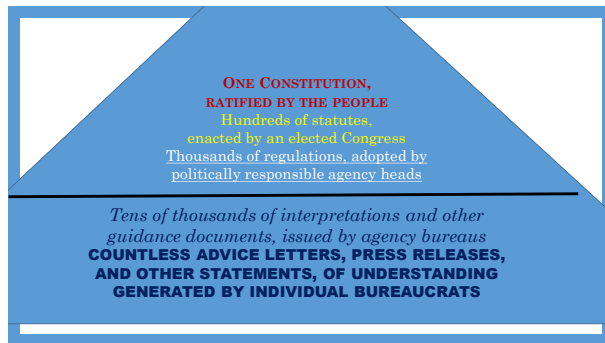 ONE CONSTITUTION,
RATIFIED BY THE PEOPLE
Hundreds of statutes,
enacted by an elected Congress
Thousands of regulations, adopted by
politically responsible agency heads
Tens of thousands of interpretations and other
guidance documents, issued by agency bureaus
COUNTLESS ADVICE LETTERS, PRESS RELEASES,
AND OTHER STATEMENTS, OF UNDERSTANDING
GENERATED BY INDIVIDUAL BUREAUCRATS